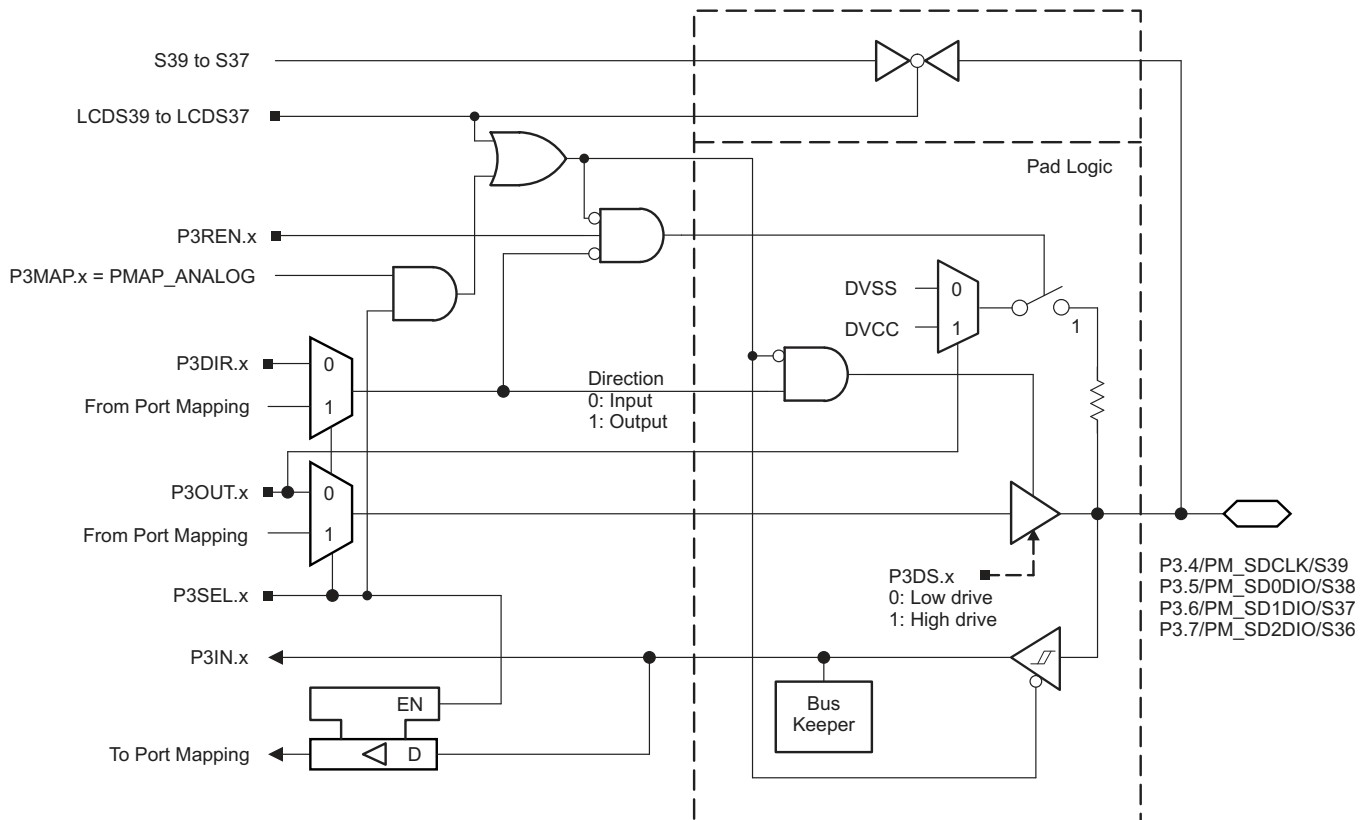 S39 to S37
LCDS39 to LCDS37
Pad Logic
P3REN.x
P3MAP.x = PMAP_ANALOG
DVSS
0
DVCC
1
1
P3DIR.x
0
Direction
0: Input
1: Output
From Port Mapping
1
P3OUT.x
0
From Port Mapping
1
P3SEL.x
P3DS.x
0: Low drive
1: High drive
P3.4/PM_SDCLK/S39
P3.5/PM_SD0DIO/S38
P3.6/PM_SD1DIO/S37
P3.7/PM_SD2DIO/S36
P3IN.x
EN
Bus
Keeper
To Port Mapping
D